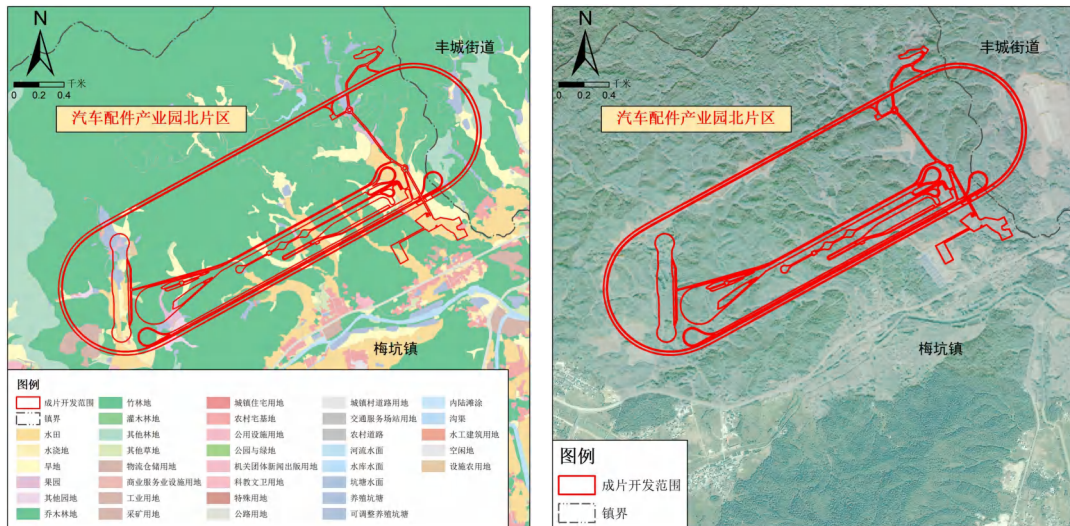 N
千米
0 0.2 0.4
丰城街道
汽车配件产业园北片区
梅坑镇
图例
成片开发范围
镇界
水田
水浇地
旱地
果园
其他园地
乔木林地
竹林地
灌木林地
其他林地
其他草地
物流仓储用地
商业服务业设施用地
工业用地
采矿用地
城镇住宅用地
农村宅基地
公用设施用地
公园与绿地
机关团体新闻出版用地
科教文卫用地
特殊用地
公路用地
城镇村道路用地
交通服务场站用地
农村道路
河流水面
水库水面
坑塘水面
养殖坑塘
可调整养殖坑塘
内陆滩涂
沟渠
水工建筑用地
空闲地
设施农用地
N
千米
0 0.2 0.4
丰城街道
汽车配件产业园北片区
梅坑镇
图例
成片开发范围
镇界